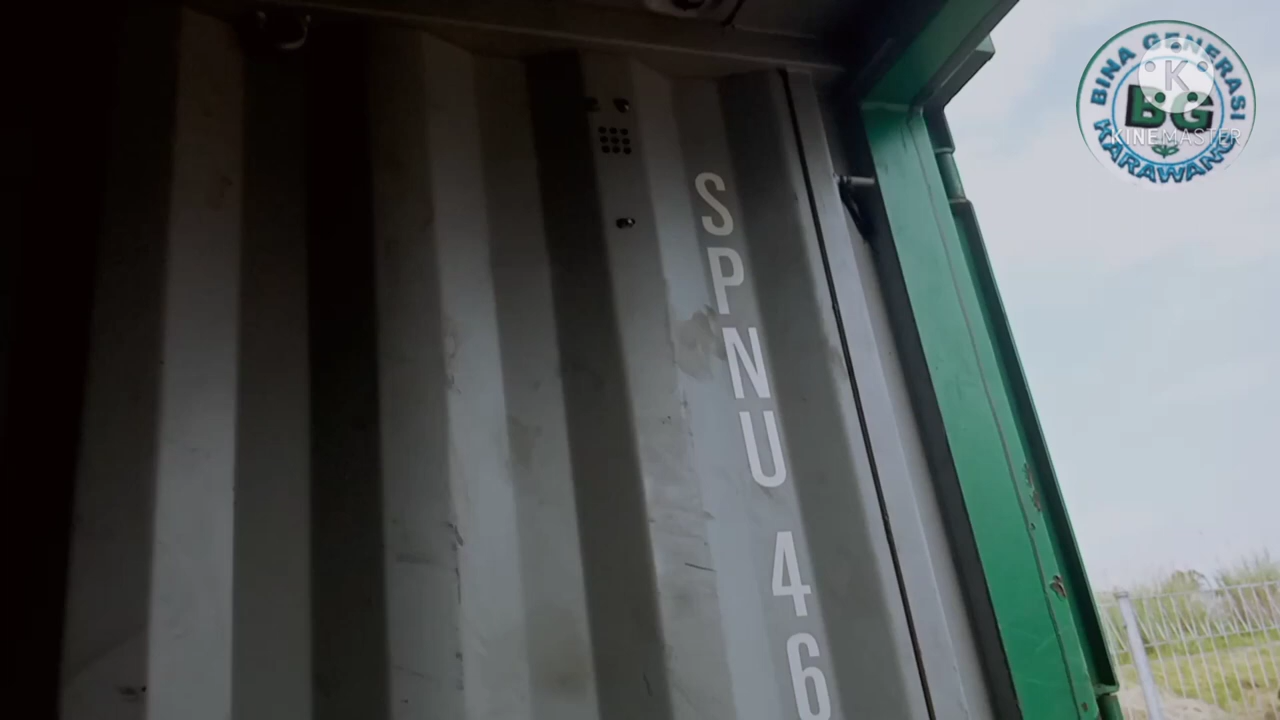 SPNU 46
BINA GENERASI
BG
KARAWANG
K
KINEMASTER